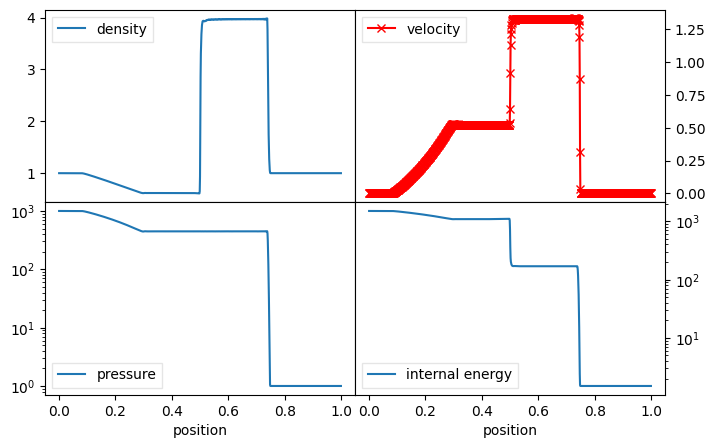 density
4
3
2
1
velocity
1.25
1.00
0.75
0.50
0.25
0.00
10³
10²
10¹
10⁰
pressure
0.0 0.2 0.4 0.6 0.8 1.0
position
internal energy
10³
10²
10¹
0.0 0.2 0.4 0.6 0.8 1.0
position